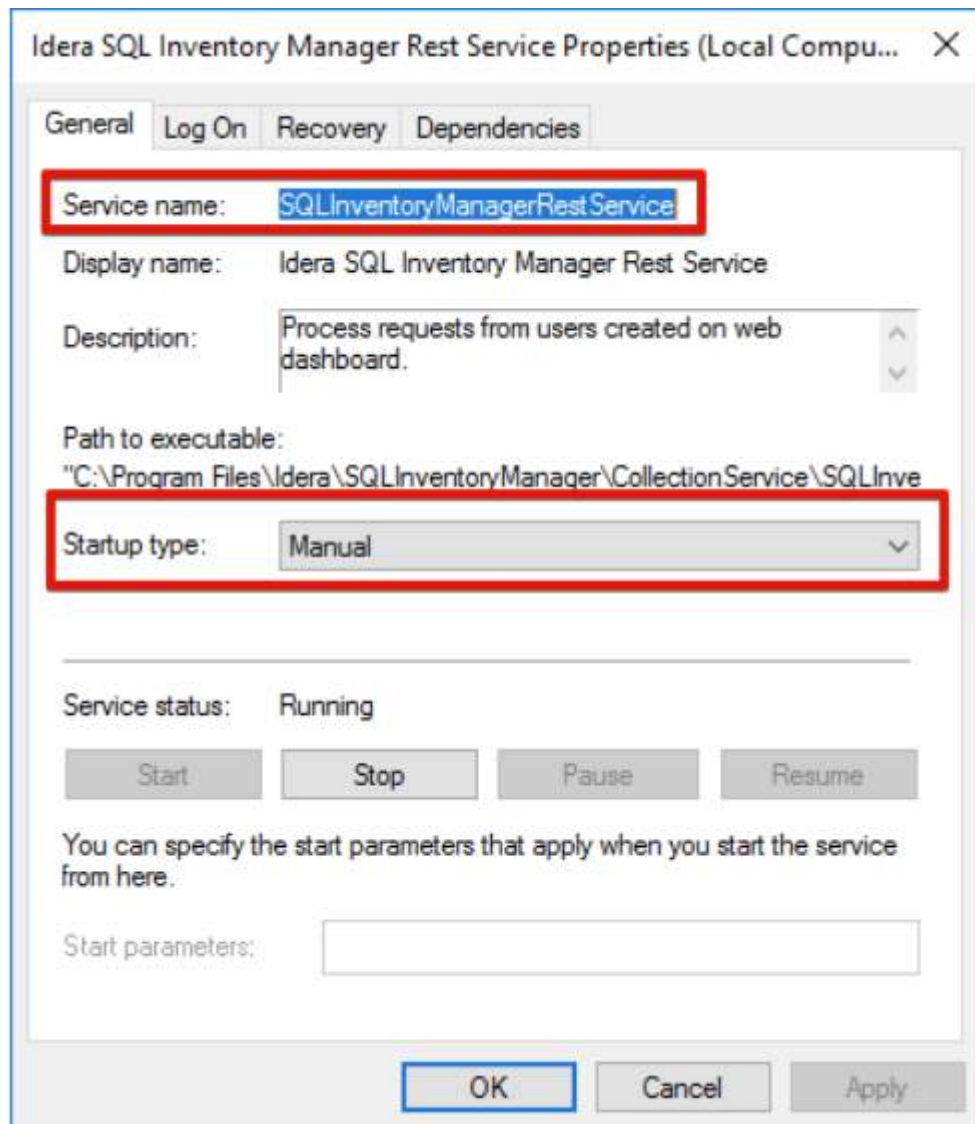 Idera SQL Inventory Manager Rest Service Properties (Local Compu...
General Log On Recovery Dependencies
Service name: SQLInventoryManagerRestService
Display name: Idera SQL Inventory Manager Rest Service
Description: Process requests from users created on web
dashboard.
Path to executable:
"C:\Program Files\Idera\SQLInventoryManager\CollectionService\SQLInve
Startup type: Manual
Service status: Running
Start Stop Pause Resume
You can specify the start parameters that apply when you start the service
from here.
Start parameters:
OK Cancel Apply